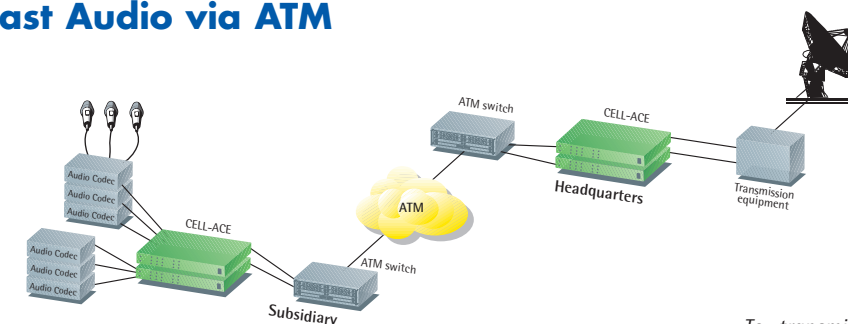 ast Audio via ATM
ATM switch
CELL-ACE
Audio Codec
Audio Codec
Audio Codec
Headquarters
Transmission
equipment
ATM
CELL-ACE
Audio Codec
Audio Codec
Audio Codec
ATM switch
Subsidiary